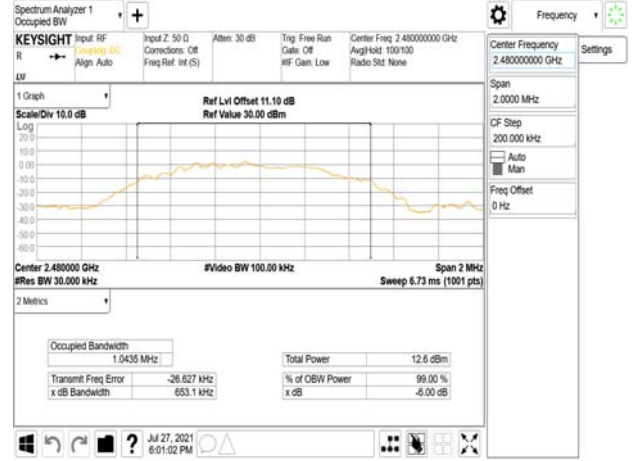 Spectrum Analyzer 1
Occupied BW
+
Frequency
KEYSIGHT
Input: RF
Coupling: DC
Align: Auto
Input Z: 50 Ω
Corrections: Off
Freq Ref: Int (S)
Atten: 30 dB
Trig: Free Run
Gate: Off
#IF Gain: Low
Center Freq: 2.480000000 GHz
Avg|Hold: 100/100
Radio Std: None
R
LVI
Center Frequency
2.480000000 GHz
Settings
Span
2.0000 MHz
CF Step
200.000 kHz
Auto
Man
Freq Offset
0 Hz
1 Graph
Scale/Div 10.0 dB
Ref Lvl Offset 11.10 dB
Ref Value 30.00 dBm
Log
20.0
10.0
0.00
-10.0
-20.0
-30.0
-40.0
-50.0
-60.0
Center 2.480000 GHz
#Res BW 30.000 kHz
#Video BW 100.00 kHz
Span 2 MHz
Sweep 6.73 ms (1001 pts)
2 Metrics
Occupied Bandwidth
1.0435 MHz
Transmit Freq Error
-26.627 kHz
x dB Bandwidth
653.1 kHz
Total Power
12.6 dBm
% of OBW Power
99.00 %
x dB
-6.00 dB
?
Jul 27, 2021
6:01:02 PM